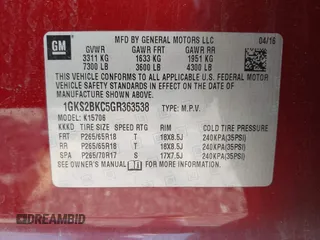 GM
MFD BY GENERAL MOTORS LLC 04/16
GVWR GAWR FRT GAWR RR
3311 KG 1633 KG 1951 KG
7300 LB 3600 LB 4300 LB
THIS VEHICLE CONFORMS TO ALL APPLICABLE U.S. FEDERAL MOTOR
VEHICLE SAFETY STANDARDS IN EFFECT ON THE DATE OF
MANUFACTURE SHOWN ABOVE.
1GKS2BKC5GR363538 TYPE: M.P.V.
MODEL: K15706
KKKD TIRE SIZE SPEED RTG RIM COLD TIRE PRESSURE
FRT P265/65R18 T 18X8.5J 240KPA(35PSI)
RR P265/65R18 T 18X8.5J 240KPA(35PSI)
SPA P265/70R17 S 17X7.5J 240KPA(35PSI)
SEE OWNER'S MANUAL FOR ADDITIONAL INFORMATION.
DREAMBID